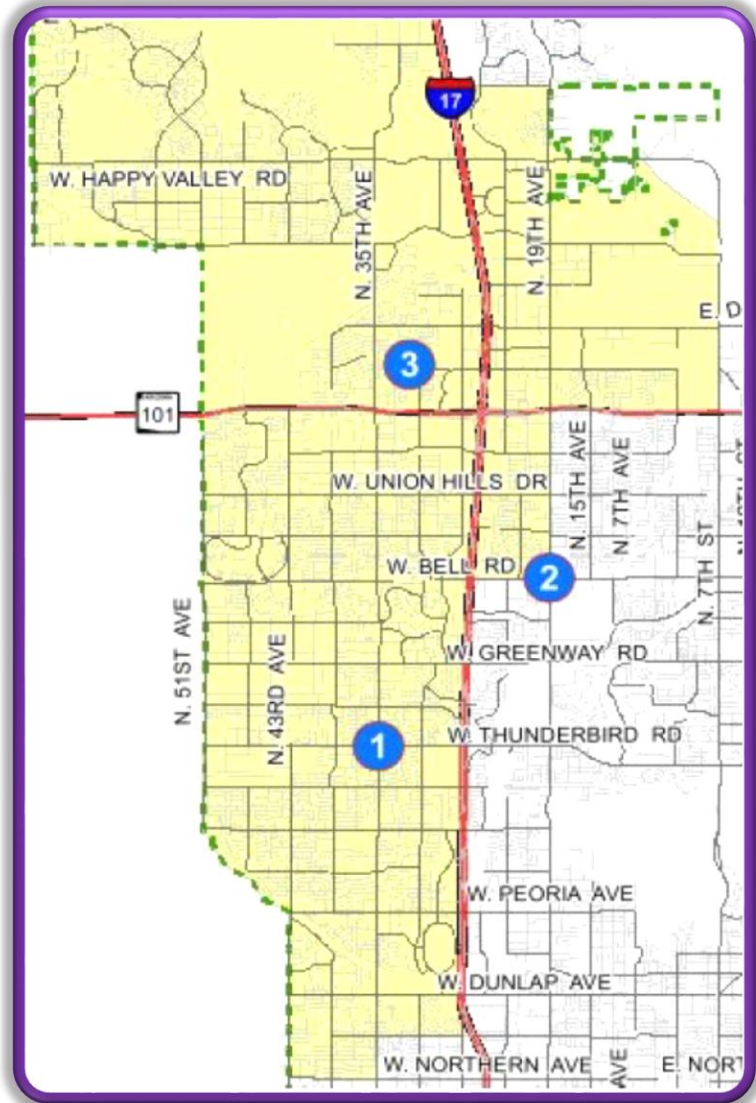 17
W. HAPPY VALLEY RD
N. 35TH AVE
N. 19TH AVE
E. D
3
101
W. UNION HILLS DR
N. 15TH AVE
N. 7TH AVE
W. BELL RD
2
N. 7TH ST
N. 51ST AVE
N. 43RD AVE
W. GREENWAY RD
1
W. THUNDERBIRD RD
W. PEORIA AVE
W. DUNLAP AVE
W. NORTHERN AVE
AVE
E. NORT